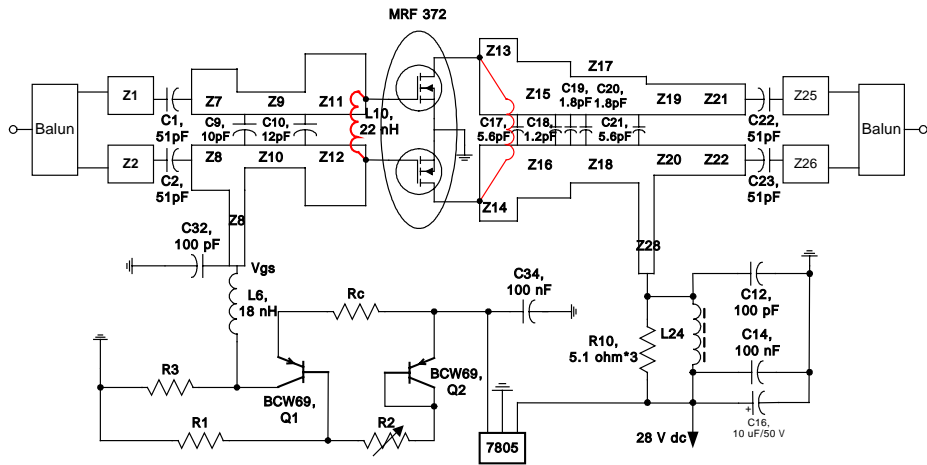 MRF 372
Z13
Z17
Z1
Z7
Z9
Z11
L10,
22 nH
Z15
C19,
1.8pF
C20,
1.8pF
Z19
Z21
Z25
Balun
C1,
51pF
C9,
10pF
C10,
12pF
C17,
5.6pF
C18,
1.2pF
C21,
5.6pF
C22,
51pF
Balun
Z2
Z8
Z10
Z12
Z16
Z18
Z20
Z22
Z26
C2,
51pF
C23,
51pF
Z14
Z8
C32,
100 pF
Z28
Vgs
L6,
18 nH
Rc
C34,
100 nF
C12,
100 pF
R10,
5.1 ohm*3
L24
C14,
100 nF
R3
BCW69,
Q1
BCW69,
Q2
R1
R2
7805
28 V dc
+
C16,
10 uF/50 V